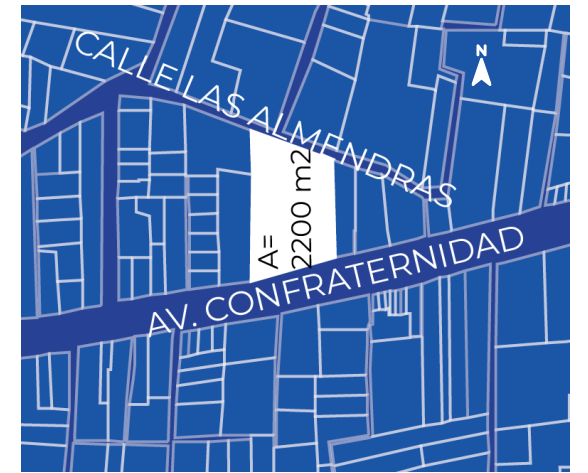 CALLE LAS ALMENDRAS
N
A=
2200 m2
AV. CONFRATERNIDAD